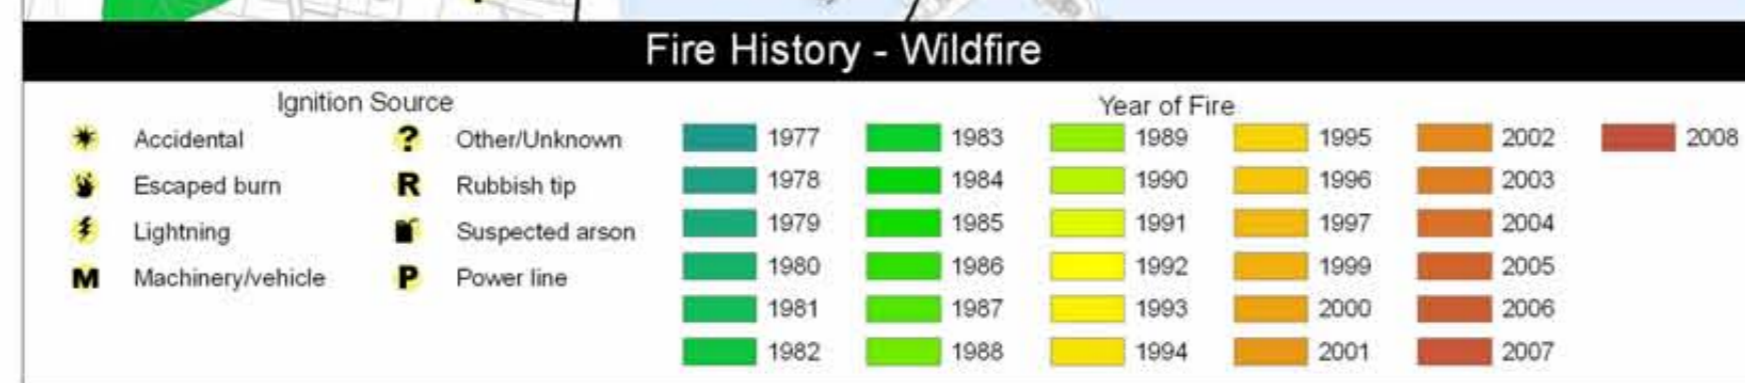 Fire History - Wildfire
Ignition Source
Accidental
Escaped burn
Lightning
M Machinery/vehicle
? Other/Unknown
R Rubbish tip
Suspected arson
P Power line
Year of Fire
1977
1978
1979
1980
1981
1982
1983
1984
1985
1986
1987
1988
1989
1990
1991
1992
1993
1994
1995
1996
1997
1999
2000
2001
2002
2003
2004
2005
2006
2007
2008